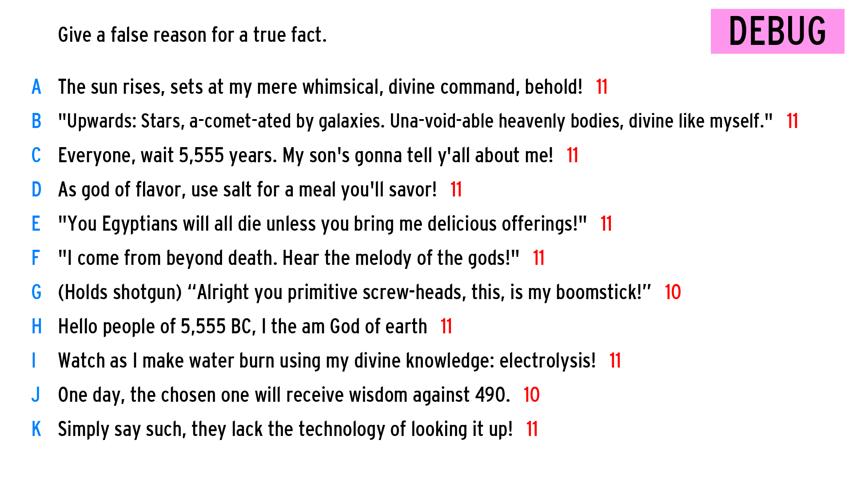 Give a false reason for a true fact.
DEBUG
A The sun rises, sets at my mere whimsical, divine command, behold! 11
B "Upwards: Stars, a-comet-ated by galaxies. Una-void-able heavenly bodies, divine like myself." 11
C Everyone, wait 5,555 years. My son's gonna tell y'all about me! 11
D As god of flavor, use salt for a meal you'll savor! 11
E "You Egyptians will all die unless you bring me delicious offerings!" 11
F "I come from beyond death. Hear the melody of the gods!" 11
G (Holds shotgun) “Alright you primitive screw-heads, this, is my boomstick!” 10
H Hello people of 5,555 BC, I the am God of earth 11
I Watch as I make water burn using my divine knowledge: electrolysis! 11
J One day, the chosen one will receive wisdom against 490. 10
K Simply say such, they lack the technology of looking it up! 11